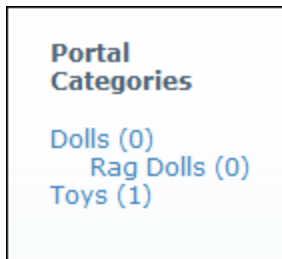 Portal
Categories
Dolls (0)
Rag Dolls (0)
Toys (1)